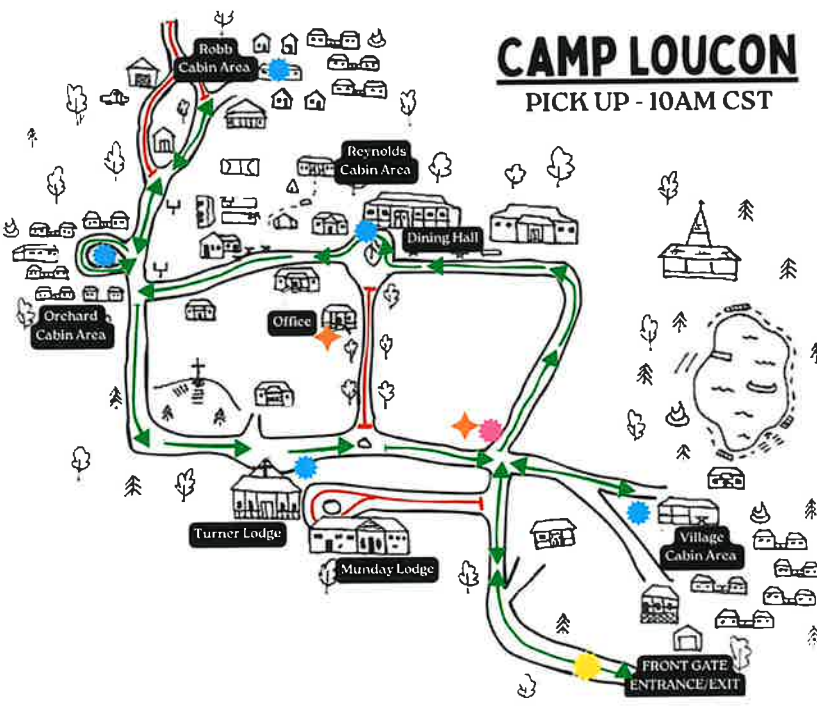 CAMP LOUCON
PICK UP - 10AM CST
Robb
Cabin Area
Reynolds
Cabin Area
Dining Hall
Orchard
Cabin Area
Office
Turner Lodge
Munday Lodge
Village
Cabin Area
FRONT GATE
ENTRANCE/EXIT